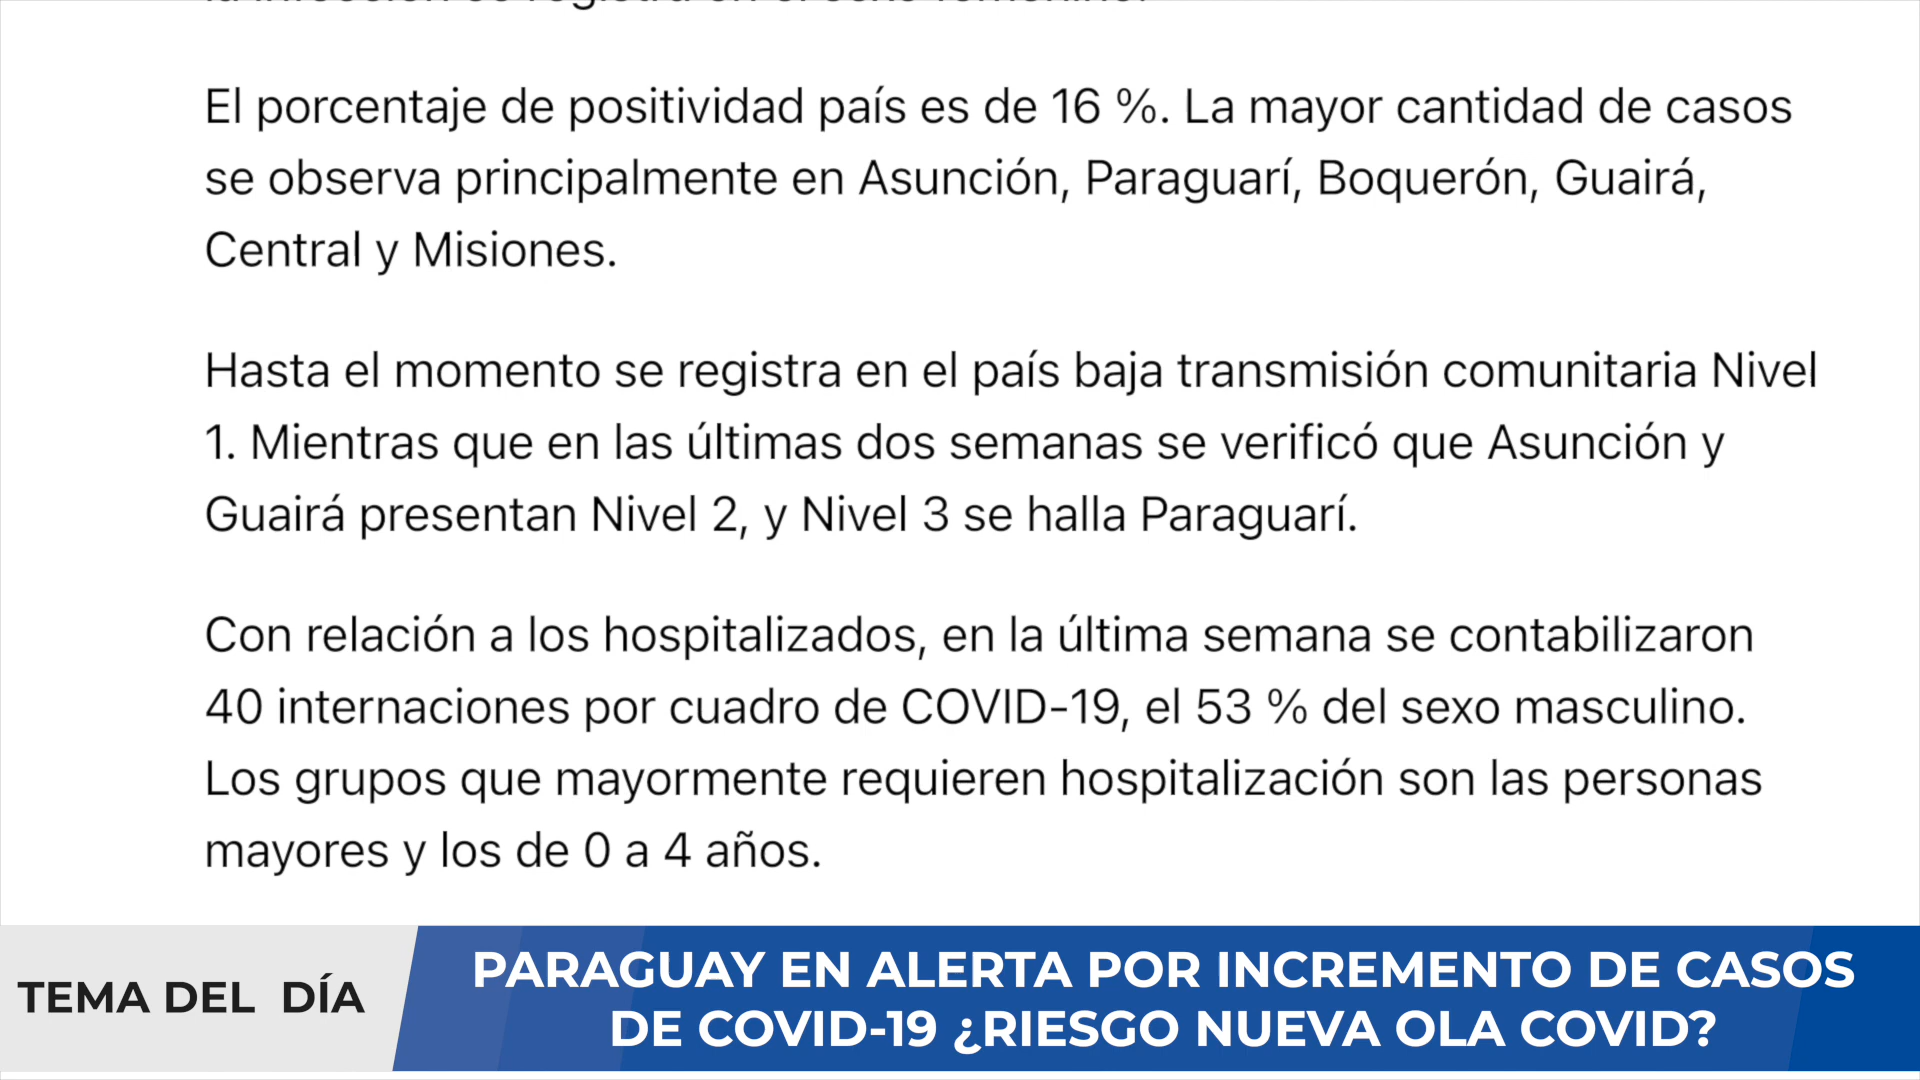 El porcentaje de positividad país es de 16 %. La mayor cantidad de casos
se observa principalmente en Asunción, Paraguarí, Boquerón, Guairá,
Central y Misiones.
Hasta el momento se registra en el país baja transmisión comunitaria Nivel
1. Mientras que en las últimas dos semanas se verificó que Asunción y
Guairá presentan Nivel 2, y Nivel 3 se halla Paraguarí.
Con relación a los hospitalizados, en la última semana se contabilizaron
40 internaciones por cuadro de COVID-19, el 53 % del sexo masculino.
Los grupos que mayormente requieren hospitalización son las personas
mayores y los de 0 a 4 años.
TEMA DEL DÍA
PARAGUAY EN ALERTA POR INCREMENTO DE CASOS
DE COVID-19 ¿RIESGO NUEVA OLA COVID?